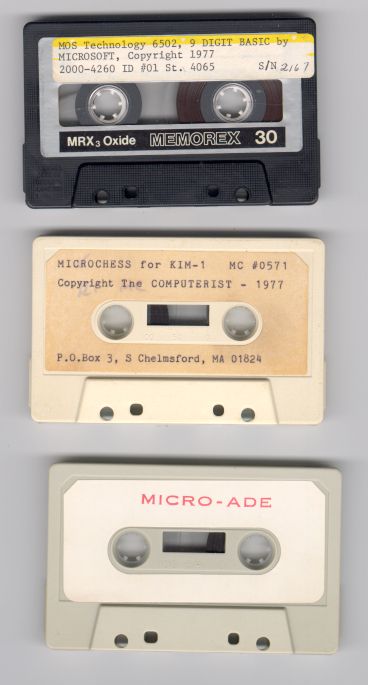 MOS Technology 6502, 9 DIGIT BASIC by
MICROSOFT, Copyright 1977
2000-4260 ID #01 St. 4065 S/N 2167
MRX3 Oxide MEMOREX 30
MICROCHESS for KIM-1 MC #0571
Copyright The COMPUTERIST - 1977
P.O.Box 3, S Chelmsford, MA 01824
MICRO-ADE